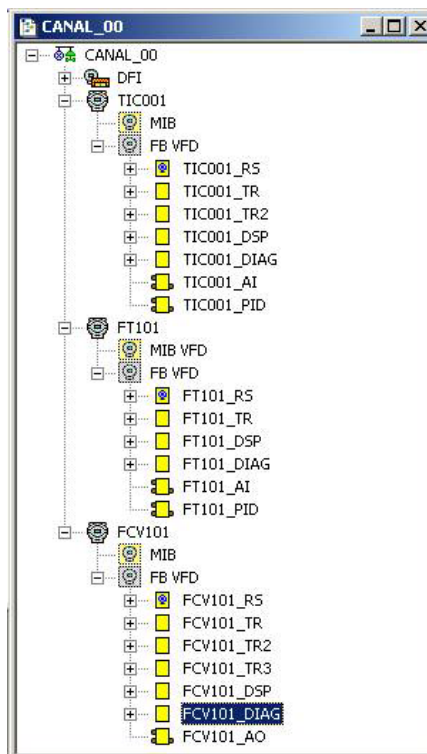 CANAL_00
CANAL_00
DFI
TIC001
MIB
FB VFD
TIC001_RS
TIC001_TR
TIC001_TR2
TIC001_DSP
TIC001_DIAG
TIC001_AI
TIC001_PID
FT101
MIB VFD
FB VFD
FT101_RS
FT101_TR
FT101_DSP
FT101_DIAG
FT101_AI
FT101_PID
FCV101
MIB
FB VFD
FCV101_RS
FCV101_TR
FCV101_TR2
FCV101_TR3
FCV101_DSP
FCV101_DIAG
FCV101_AO